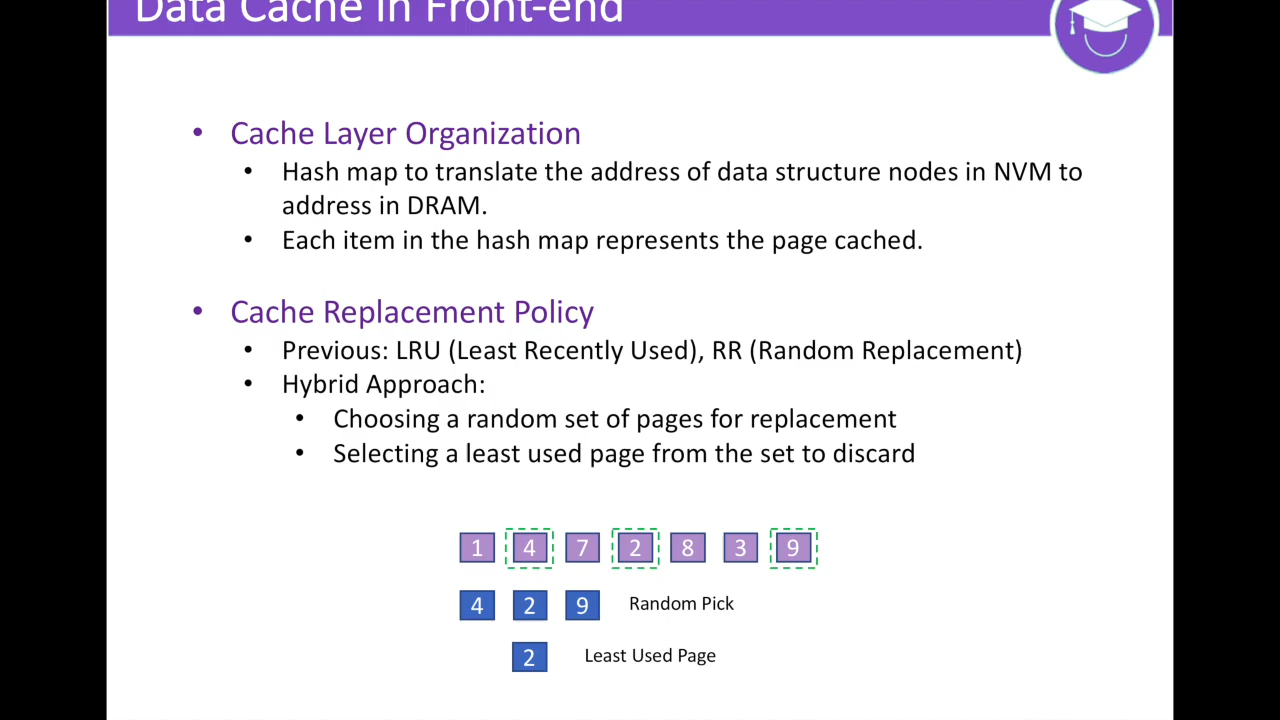 Data Cache in Front-end
• Cache Layer Organization
• Hash map to translate the address of data structure nodes in NVM to
address in DRAM.
• Each item in the hash map represents the page cached.
• Cache Replacement Policy
• Previous: LRU (Least Recently Used), RR (Random Replacement)
• Hybrid Approach:
• Choosing a random set of pages for replacement
• Selecting a least used page from the set to discard
1 4 7 2 8 3 9
4 2 9 Random Pick
2 Least Used Page